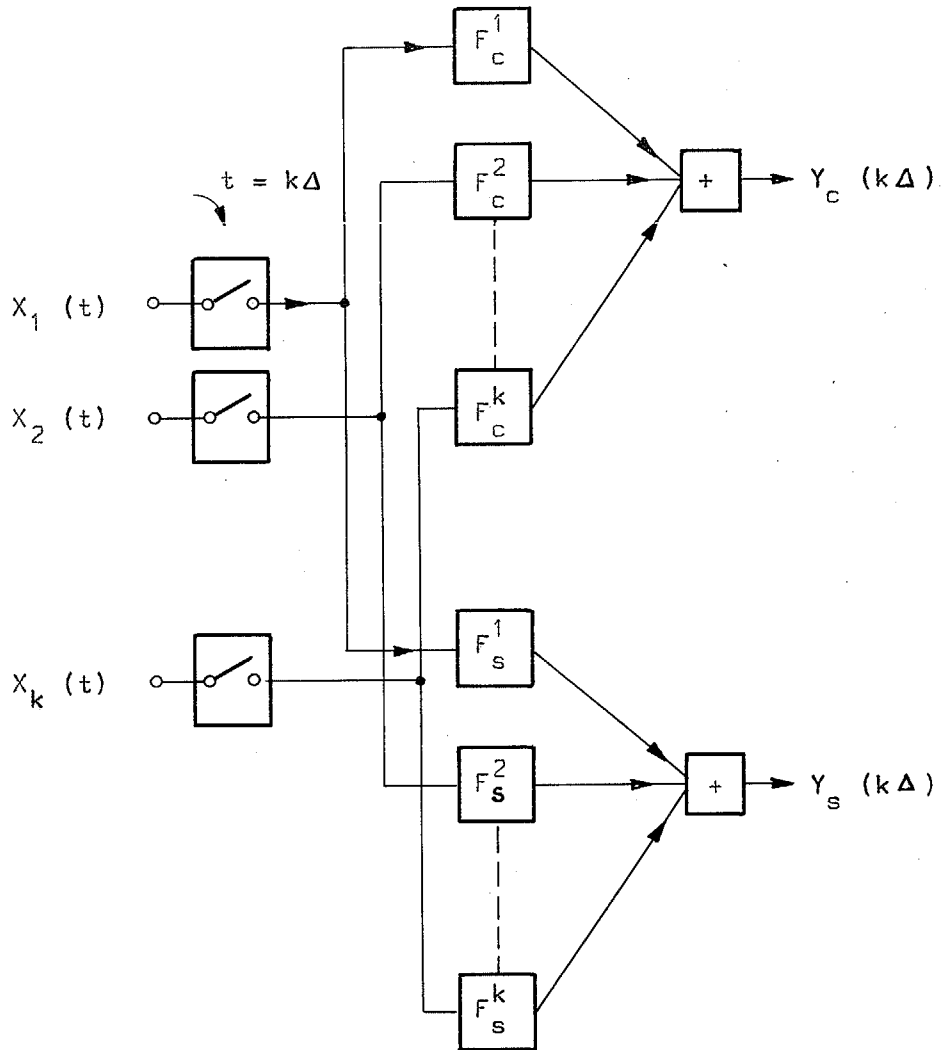 F_c^1
t = kΔ
F_c^2
+
Y_c (kΔ)
X_1 (t)
X_2 (t)
F_c^k
F_s^1
X_k (t)
F_s^2
+
Y_s (kΔ)
F_s^k